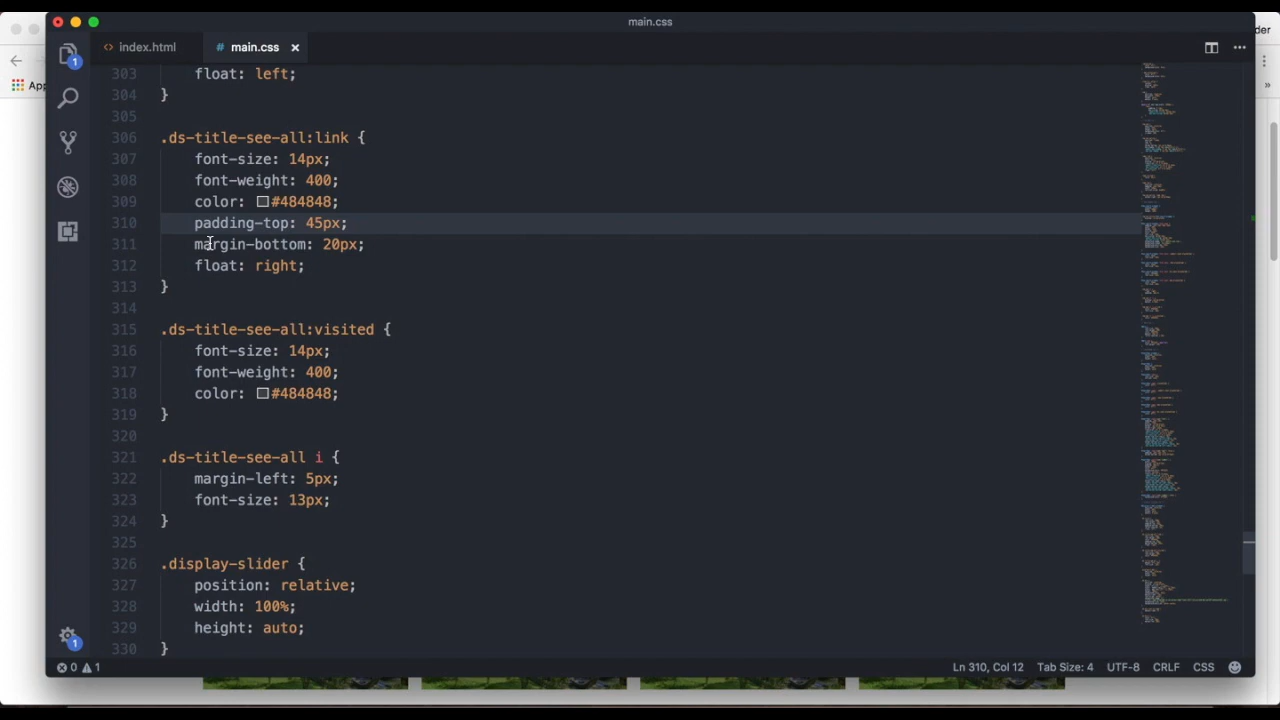 main.css
der
index.html
# main.css ×
App
»
1
303 float: left;
304 }
305
306 .ds-title-see-all:link {
307 font-size: 14px;
308 font-weight: 400;
309 color: #484848;
310 padding-top: 45px;
311 margin-bottom: 20px;
312 float: right;
313 }
314
315 .ds-title-see-all:visited {
316 font-size: 14px;
317 font-weight: 400;
318 color: #484848;
319 }
320
321 .ds-title-see-all i {
322 margin-left: 5px;
323 font-size: 13px;
324 }
325
326 .display-slider {
327 position: relative;
328 width: 100%;
329 height: auto;
330 }
1
0 1 Ln 310, Col 12 Tab Size: 4 UTF-8 CRLF CSS